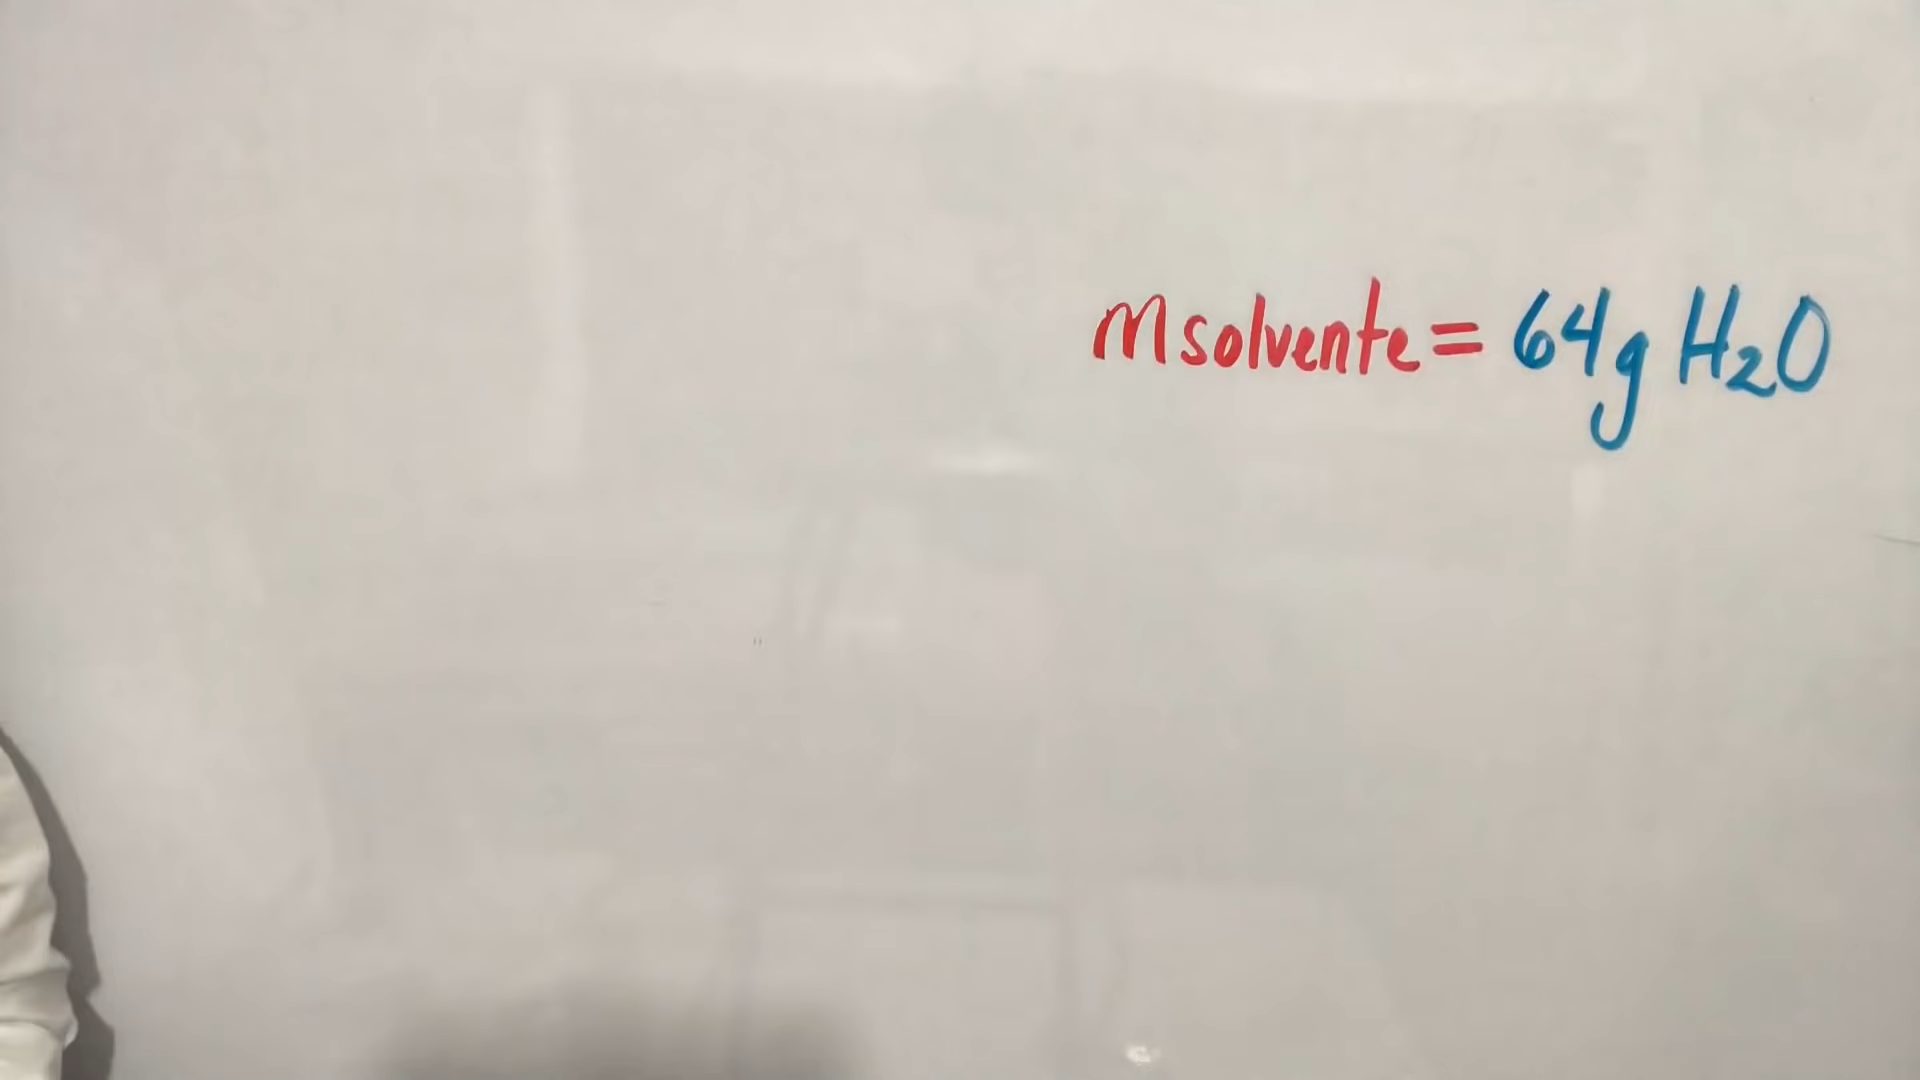 msolvente = 64g H₂O